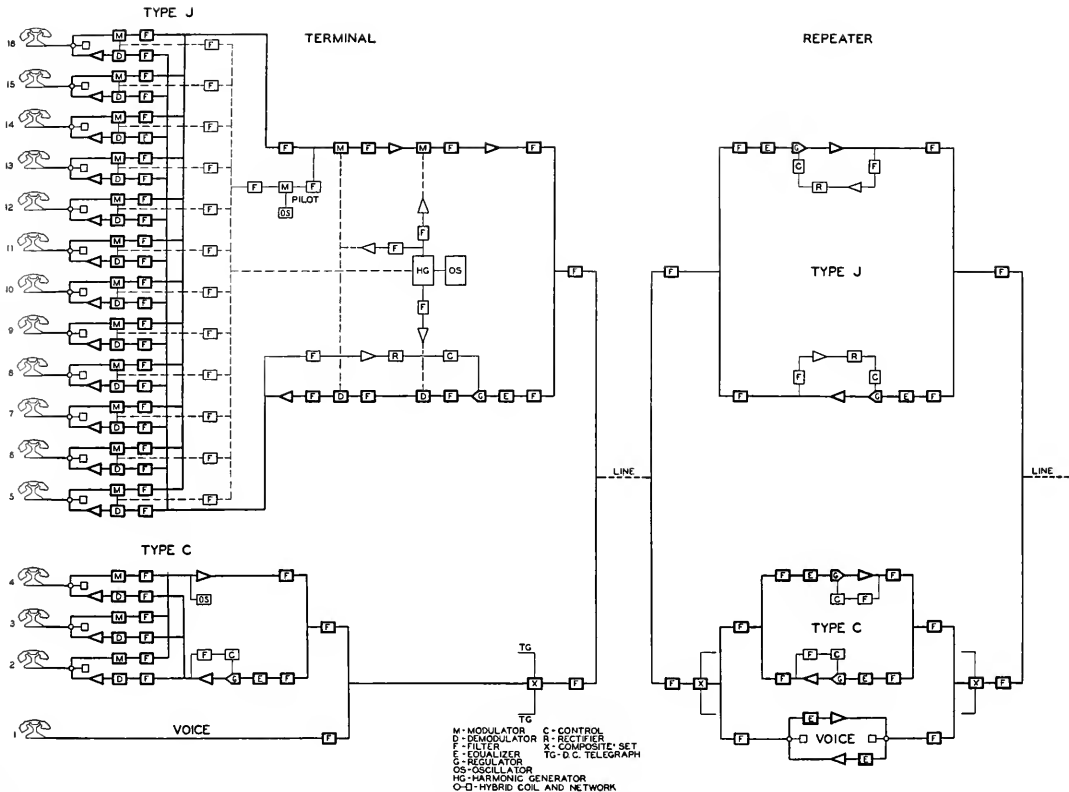 TYPE J
TERMINAL
REPEATER
16 M F
F
D F
15 M F
F
D F
14 M F
F
D F
13 M F
F
D F
12 M F
F
D F
11 M F
F
D F
10 M F
F
D F
9 M F
F
D F
8 M F
F
D F
7 M F
F
D F
6 M F
F
D F
5 M F
F
D F
F M F M F F
F M F
PILOT
OS
F
F
HG OS
F
F R C
F D F D F G E F
F
LINE
F E G F
C F
R
F
TYPE J
F
R
F C
F G E F
LINE
TYPE C
4 M F
D F
OS
F
3 M F
D F
2 M F
D F
F C
G E F
F
1 VOICE F
TG
X F
TG
F E G F
C F
F TYPE C F
F C
F G E F
F X
X F
E
F VOICE F
E
M - MODULATOR C - CONTROL
D - DEMODULATOR R - RECTIFIER
F - FILTER X - COMPOSITE SET
E - EQUALIZER TG - D.C. TELEGRAPH
G - REGULATOR
OS - OSCILLATOR
HG - HARMONIC GENERATOR
O-□ - HYBRID COIL AND NETWORK